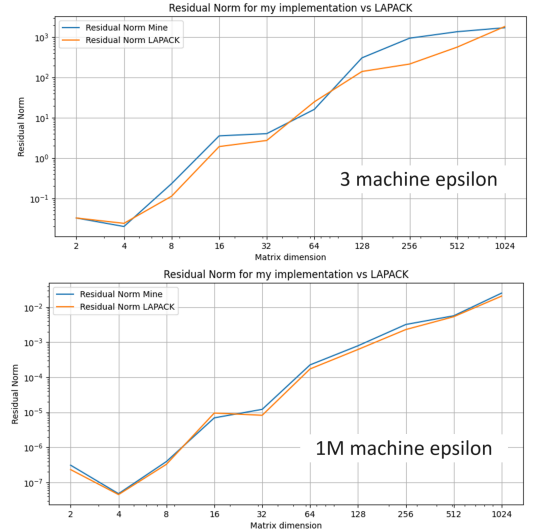 Residual Norm for my implementation vs LAPACK
Residual Norm Mine
Residual Norm LAPACK
10³
10²
10¹
10⁰
10⁻¹
Residual Norm
3 machine epsilon
2 4 8 16 32 64 128 256 512 1024
Matrix dimension
Residual Norm for my implementation vs LAPACK
Residual Norm Mine
Residual Norm LAPACK
10⁻²
10⁻³
10⁻⁴
10⁻⁵
10⁻⁶
10⁻⁷
Residual Norm
1M machine epsilon
2 4 8 16 32 64 128 256 512 1024
Matrix dimension